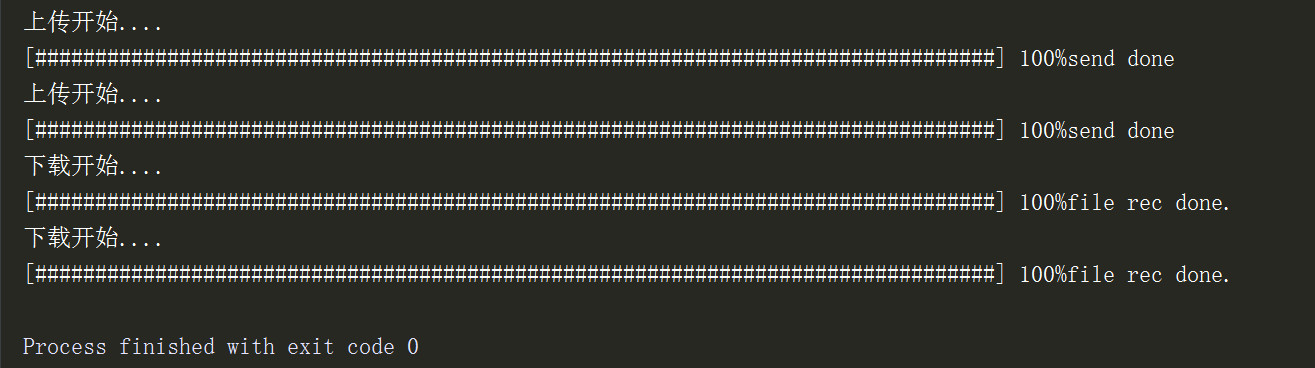 上传开始....
[################################################################################] 100%send done
上传开始....
[################################################################################] 100%send done
下载开始....
[################################################################################] 100%file rec done.
下载开始....
[################################################################################] 100%file rec done.
Process finished with exit code 0